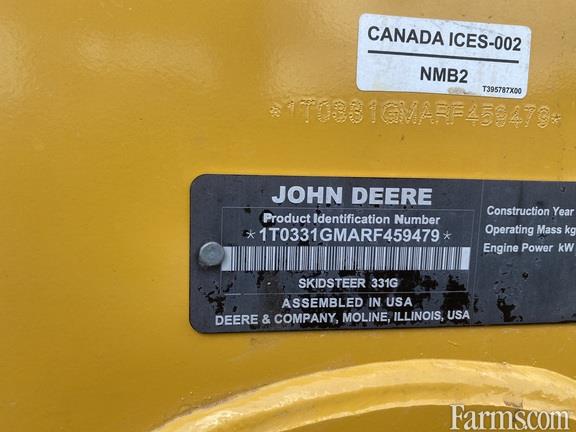 CANADA ICES-002
NMB2
T395787X00
*1T0331GMARF459479*
JOHN DEERE
Product Identification Number
*1T0331GMARF459479*
SKIDSTEER 331G
ASSEMBLED IN USA
DEERE & COMPANY, MOLINE, ILLINOIS, USA
Construction Year
Operating Mass kg
Engine Power kW
Farms.com